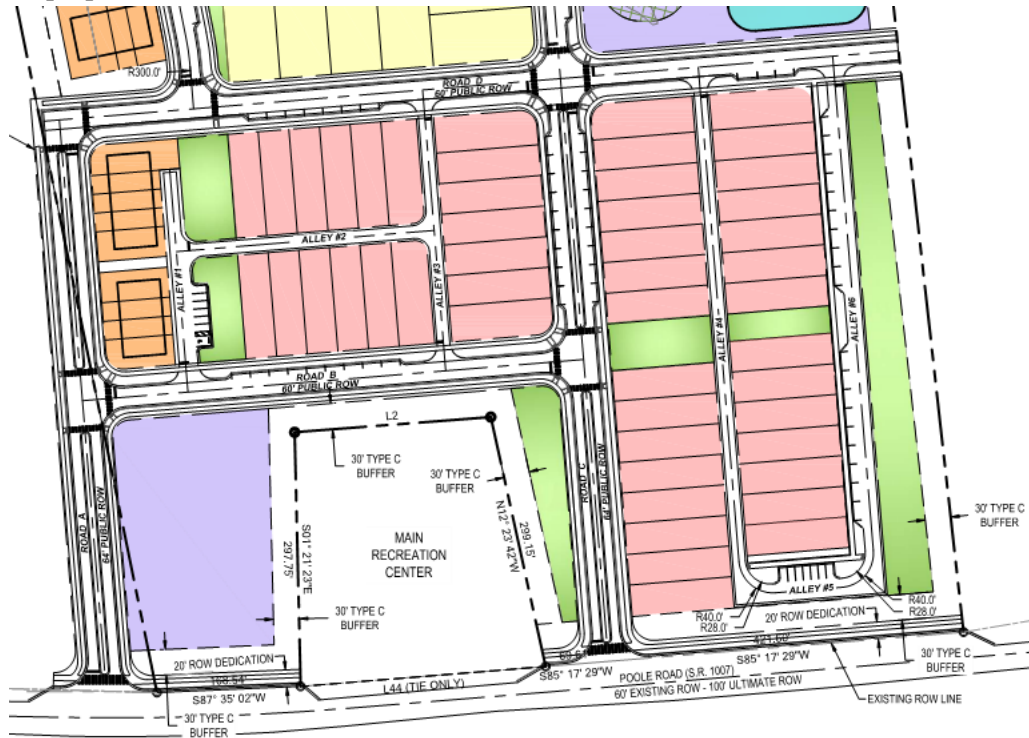 R300.0'
ROAD D
60' PUBLIC ROW
ALLEY #2
ALLEY #1
ALLEY #3
ALLEY #4
ALLEY #6
ROAD B
60' PUBLIC ROW
L2
30' TYPE C
BUFFER
30' TYPE C
BUFFER
ROAD A
64' PUBLIC ROW
S01° 21' 23"E
297.75'
MAIN
RECREATION
CENTER
N12° 23' 42"W
299.15'
ROAD C
64' PUBLIC ROW
30' TYPE C
BUFFER
30' TYPE C
BUFFER
ALLEY #5
R40.0'
R28.0'
R40.0'
R28.0'
20' ROW DEDICATION
20' ROW DEDICATION
168.54'
S87° 35' 02"W
L44 (TIE ONLY)
S85° 17' 29"W
421.60'
S85° 17' 29"W
POOLE ROAD (S.R. 1007)
60' EXISTING ROW - 100' ULTIMATE ROW
30' TYPE C
BUFFER
EXISTING ROW LINE
30' TYPE C
BUFFER